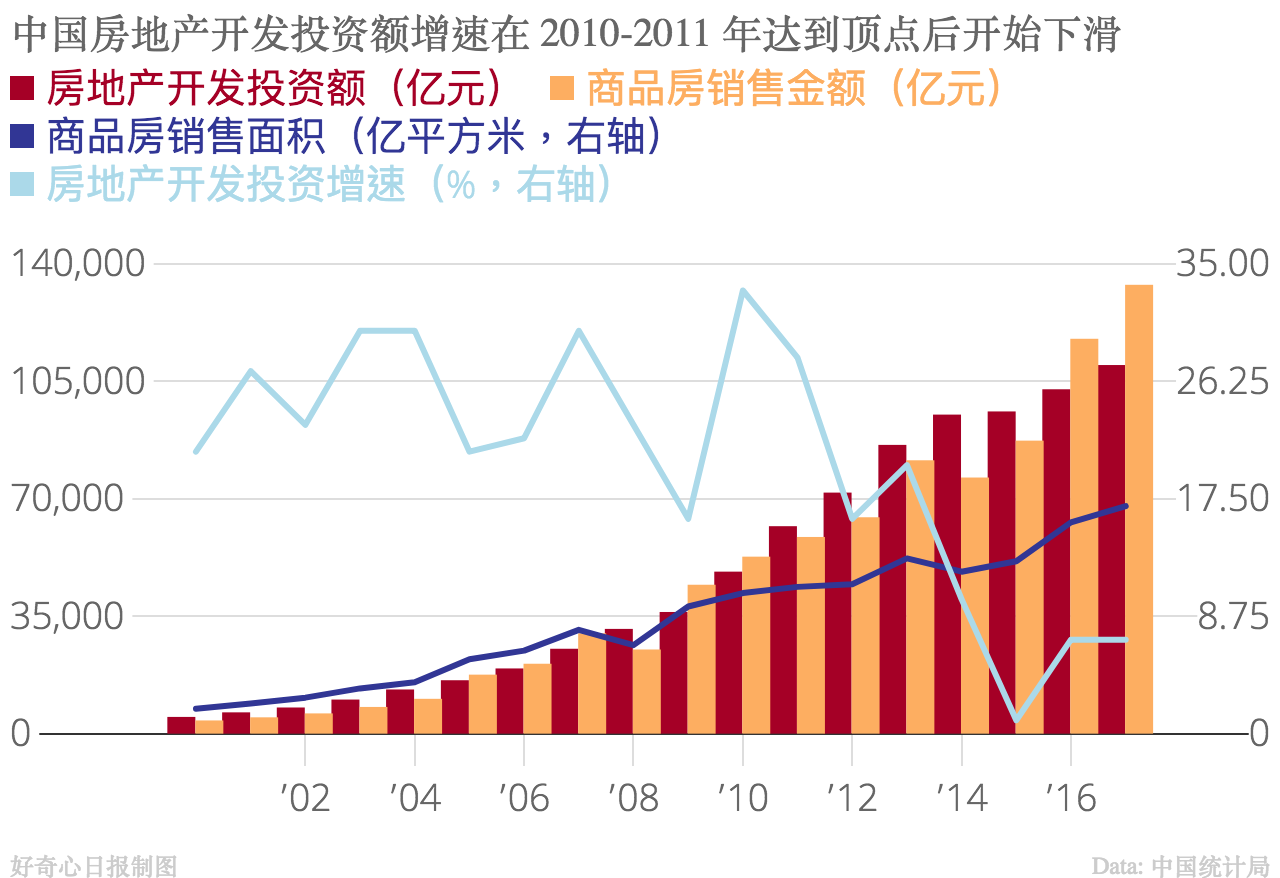 中国房地产开发投资额增速在 2010-2011 年达到顶点后开始下滑
房地产开发投资额（亿元） 商品房销售金额（亿元）
商品房销售面积（亿平方米，右轴）
房地产开发投资增速（%，右轴）
140,000 35.00
105,000 26.25
70,000 17.50
35,000 8.75
0 0
’02 ’04 ’06 ’08 ’10 ’12 ’14 ’16
好奇心日报制图 Data: 中国统计局